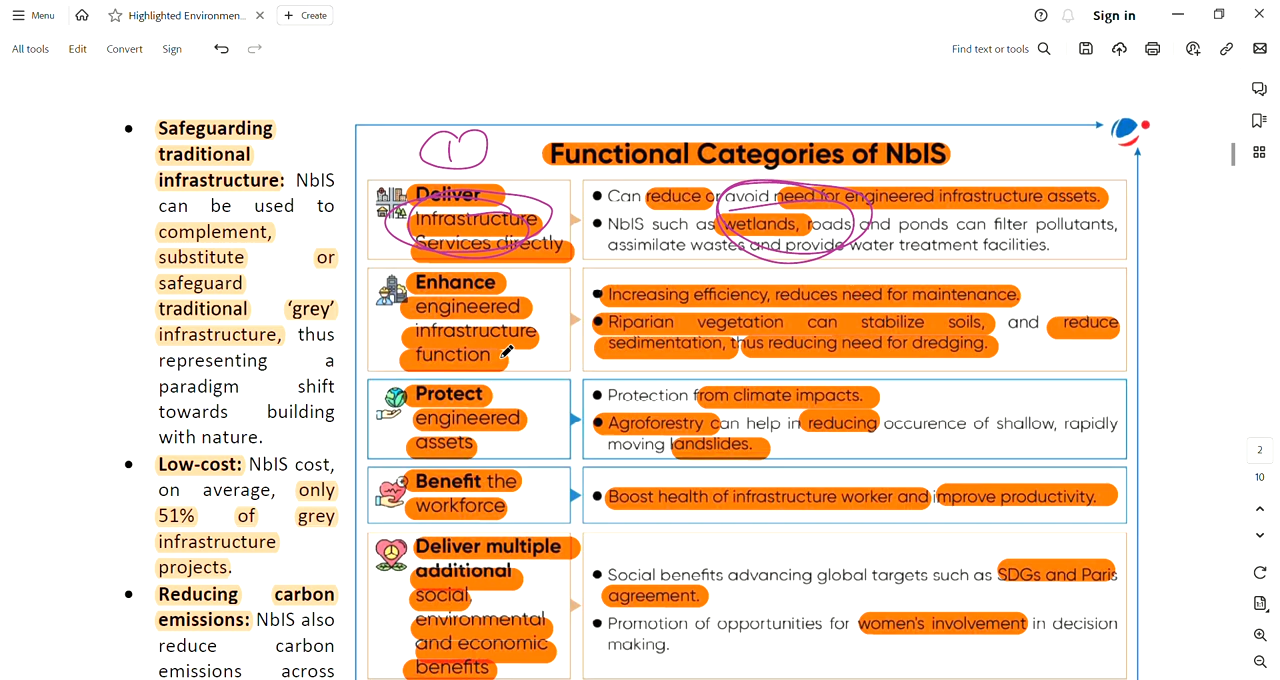 Menu
Highlighted Environmen...
Create
Sign in
All tools
Edit
Convert
Sign
Find text or tools
• Safeguarding
traditional
infrastructure: NbIS
can be used to
complement,
substitute or
safeguard
traditional ‘grey’
infrastructure, thus
representing a
paradigm shift
towards building
with nature.
• Low-cost: NbIS cost,
on average, only
51% of grey
infrastructure
projects.
• Reducing carbon
emissions: NbIS also
reduce carbon
emissions across
1
Functional Categories of NbIS
Deliver
Infrastructure
Services directly
● Can reduce or avoid need for engineered infrastructure assets.
● NbIS such as wetlands, roads and ponds can filter pollutants,
assimilate wastes and provide water treatment facilities.
Enhance
engineered
infrastructure
function
● Increasing efficiency, reduces need for maintenance.
● Riparian vegetation can stabilize soils, and reduce
sedimentation, thus reducing need for dredging.
Protect
engineered
assets
● Protection from climate impacts.
● Agroforestry can help in reducing occurence of shallow, rapidly
moving landslides.
Benefit the
workforce
● Boost health of infrastructure worker and improve productivity.
Deliver multiple
additional
social,
environmental
and economic
benefits
● Social benefits advancing global targets such as SDGs and Paris
agreement.
● Promotion of opportunities for women's involvement in decision
making.
2
10